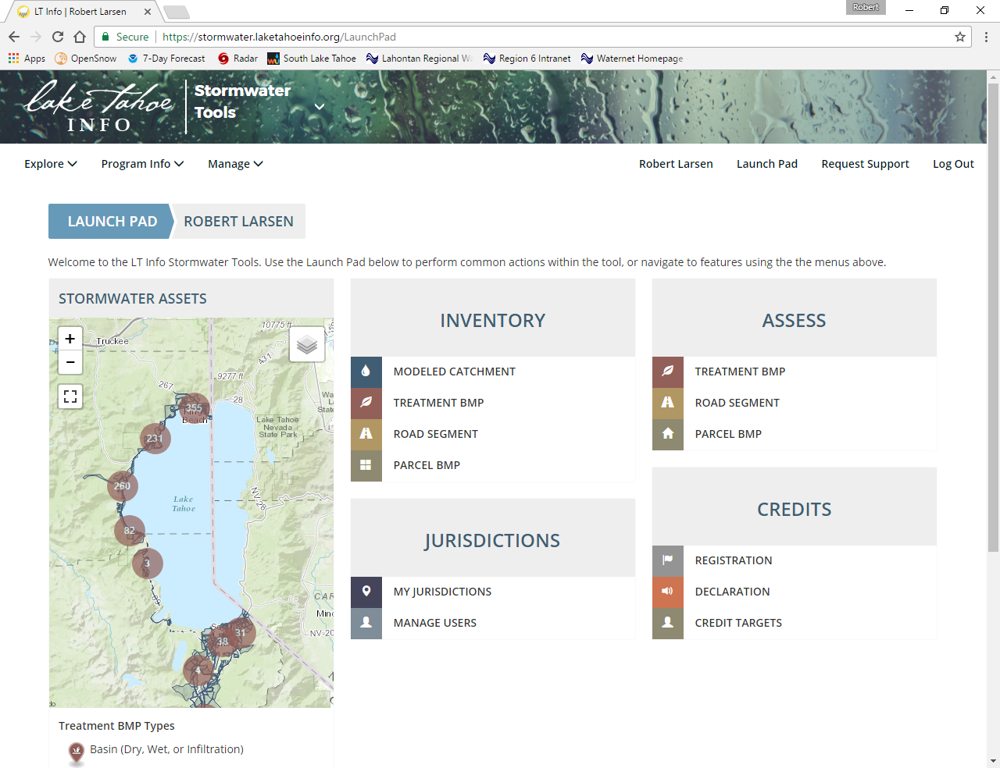 LT Info | Robert Larsen
Robert
Secure
https://stormwater.laketahoeinfo.org/LaunchPad
Apps
OpenSnow
7-Day Forecast
Radar
South Lake Tahoe
Lahontan Regional Wa
Region 6 Intranet
Waternet Homepage
lake tahoe
INFO
Stormwater
Tools
Explore
Program Info
Manage
Robert Larsen
Launch Pad
Request Support
Log Out
LAUNCH PAD
ROBERT LARSEN
Welcome to the LT Info Stormwater Tools. Use the Launch Pad below to perform common actions within the tool, or navigate to features using the the menus above.
STORMWATER ASSETS
+
−
10775 ft
Truckee
431
9277 ft
267
28
355
Beach
Lake Tahoe
Nevada
State Park
231
260
NV-28
Lake
Tahoe
82
3
89
CAR
Mind
NV-20
31
38
4
Treatment BMP Types
Basin (Dry, Wet, or Infiltration)
INVENTORY
MODELED CATCHMENT
TREATMENT BMP
ROAD SEGMENT
PARCEL BMP
JURISDICTIONS
MY JURISDICTIONS
MANAGE USERS
ASSESS
TREATMENT BMP
ROAD SEGMENT
PARCEL BMP
CREDITS
REGISTRATION
DECLARATION
CREDIT TARGETS